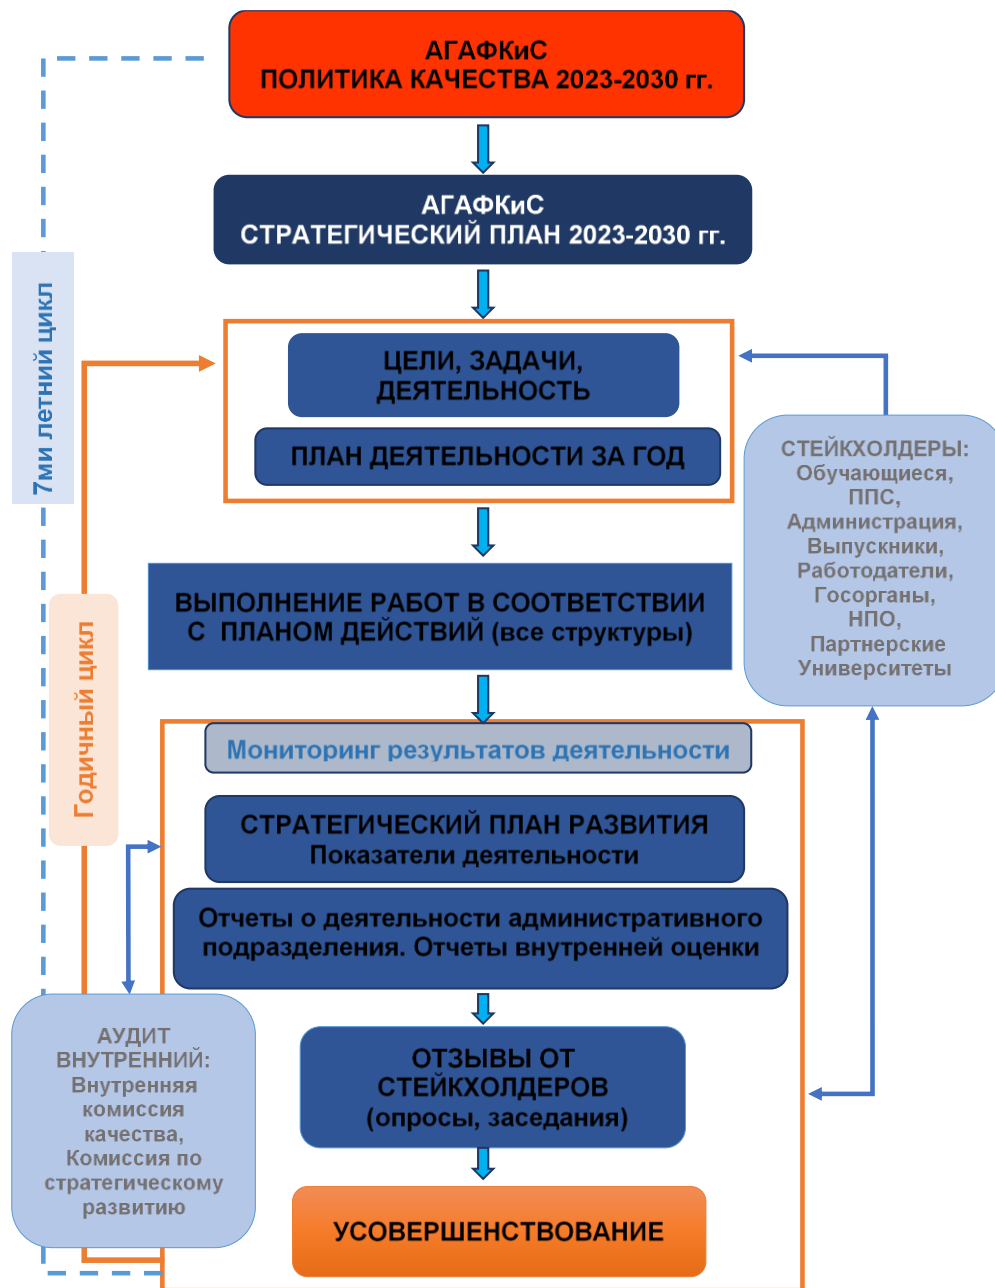 АГАФКиС
ПОЛИТИКА КАЧЕСТВА 2023-2030 гг.
АГАФКиС
СТРАТЕГИЧЕСКИЙ ПЛАН 2023-2030 гг.
7ми летний цикл
ЦЕЛИ, ЗАДАЧИ,
ДЕЯТЕЛЬНОСТЬ
ПЛАН ДЕЯТЕЛЬНОСТИ ЗА ГОД
СТЕЙКХОЛДЕРЫ:
Обучающиеся,
ППС,
Администрация,
Выпускники,
Работодатели,
Госорганы,
НПО,
Партнерские
Университеты
ВЫПОЛНЕНИЕ РАБОТ В СООТВЕТСТВИИ
С ПЛАНОМ ДЕЙСТВИЙ (все структуры)
Годичный цикл
Мониторинг результатов деятельности
СТРАТЕГИЧЕСКИЙ ПЛАН РАЗВИТИЯ
Показатели деятельности
Отчеты о деятельности административного
подразделения. Отчеты внутренней оценки
АУДИТ
ВНУТРЕННИЙ:
Внутренняя
комиссия
качества,
Комиссия по
стратегическому
развитию
ОТЗЫВЫ ОТ
СТЕЙКХОЛДЕРОВ
(опросы, заседания)
УСОВЕРШЕНСТВОВАНИЕ